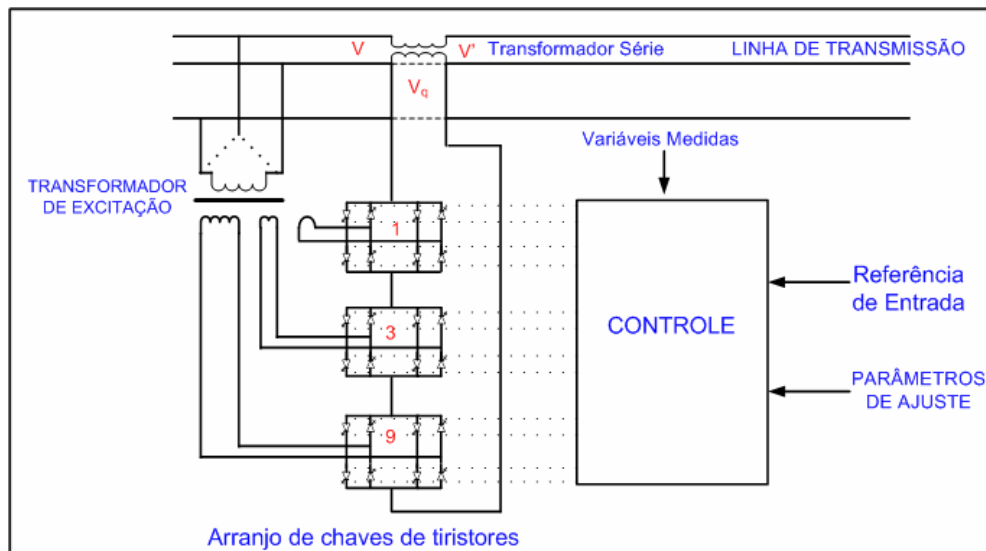 V
V'
Transformador Série
LINHA DE TRANSMISSÃO
Vq
Variáveis Medidas
TRANSFORMADOR
DE EXCITAÇÃO
1
3
9
CONTROLE
Referência
de Entrada
PARÂMETROS
DE AJUSTE
Arranjo de chaves de tiristores